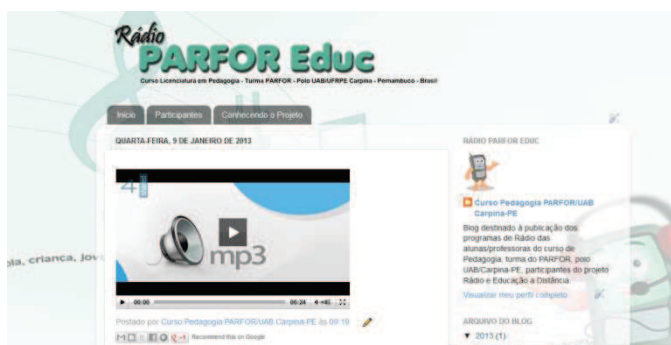 Rádio
PARFOR Educ
Curso Licenciatura em Pedagogia - Turma PARFOR - Polo UAB/UFRPE Carpina - Pernambuco - Brasil
Início Participantes Conhecendo o Projeto
QUARTA-FEIRA, 9 DE JANEIRO DE 2013
4
mp3
00:00 06:24
Postado por Curso Pedagogia PARFOR/UAB Carpina-PE às 09:19
Recommend this on Google
ola, criança, jov
RÁDIO PARFOR EDUC
Curso Pedagogia PARFOR/UAB
Carpina-PE
Blog destinado à publicação dos
programas de Rádio das
alunas/professoras do curso de
Pedagogia, turma do PARFOR, polo
UAB/Carpina-PE, participantes do projeto
Rádio e Educação a Distância.
Visualizar meu perfil completo
ARQUIVO DO BLOG
▼ 2013 (1)